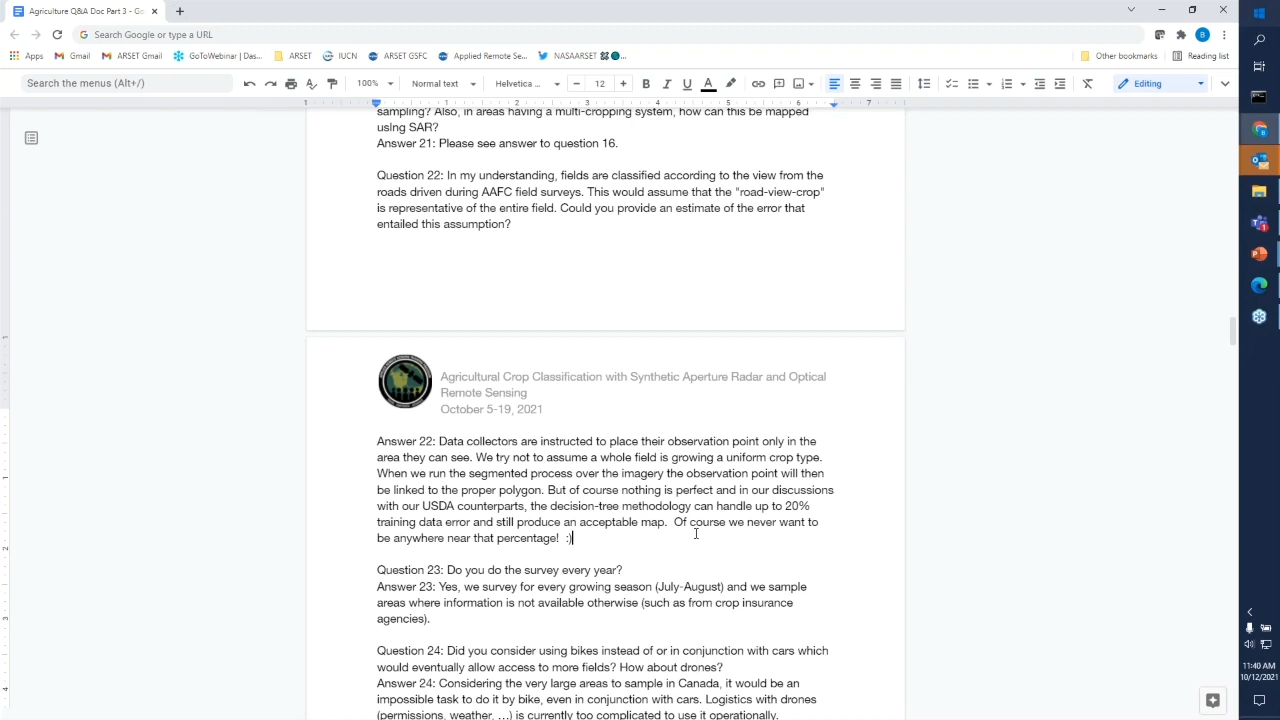 Agriculture Q&A Doc Part 3 - Go
Search Google or type a URL
B
Apps
Gmail
ARSET Gmail
GoToWebinar | Das...
ARSET
IUCN
ARSET GSFC
Applied Remote Se...
NASAARSET
Other bookmarks
Reading list
Search the menus (Alt+/)
100%
Normal text
Helvetica ...
12
B I U A
Editing
1 1 2 3 4 5 6 7
sampling? Also, in areas having a multi-cropping system, how can this be mapped
using SAR?
Answer 21: Please see answer to question 16.
Question 22: In my understanding, fields are classified according to the view from the
roads driven during AAFC field surveys. This would assume that the "road-view-crop"
is representative of the entire field. Could you provide an estimate of the error that
entailed this assumption?
Agricultural Crop Classification with Synthetic Aperture Radar and Optical
Remote Sensing
October 5-19, 2021
Answer 22: Data collectors are instructed to place their observation point only in the
area they can see. We try not to assume a whole field is growing a uniform crop type.
When we run the segmented process over the imagery the observation point will then
be linked to the proper polygon. But of course nothing is perfect and in our discussions
with our USDA counterparts, the decision-tree methodology can handle up to 20%
training data error and still produce an acceptable map.  Of course we never want to
be anywhere near that percentage!  :)
Question 23: Do you do the survey every year?
Answer 23: Yes, we survey for every growing season (July-August) and we sample
areas where information is not available otherwise (such as from crop insurance
agencies).
Question 24: Did you consider using bikes instead of or in conjunction with cars which
would eventually allow access to more fields? How about drones?
Answer 24: Considering the very large areas to sample in Canada, it would be an
impossible task to do it by bike, even in conjunction with cars. Logistics with drones
(permissions, weather, ...) is currently too complicated to use it operationally.
11:40 AM
10/12/2021